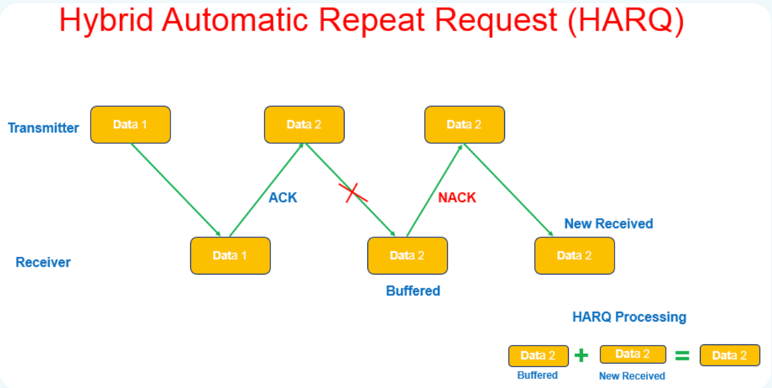 Hybrid Automatic Repeat Request (HARQ)
Transmitter
Data 1
Data 2
Data 2
ACK
NACK
New Received
Receiver
Data 1
Data 2
Data 2
Buffered
HARQ Processing
Data 2 + Data 2 = Data 2
Buffered
New Received